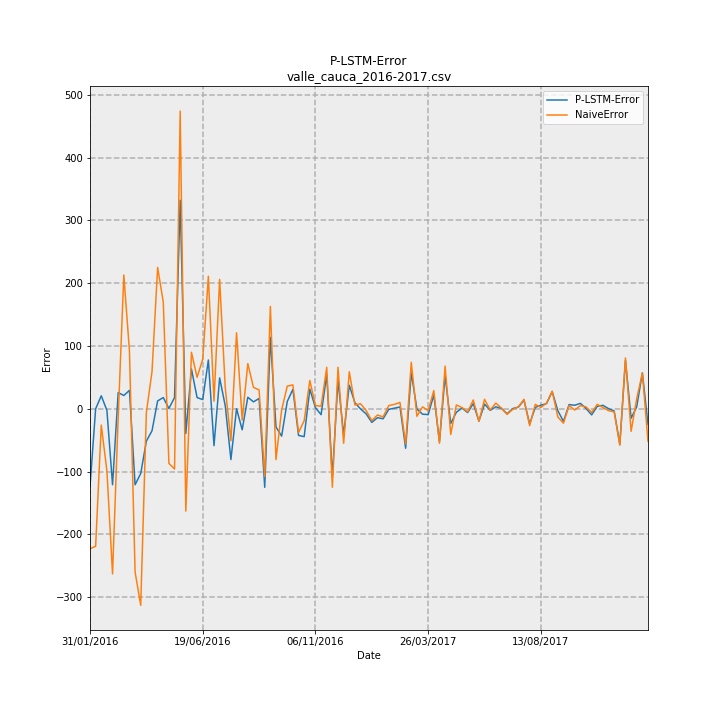 P-LSTM-Error
valle_cauca_2016-2017.csv
P-LSTM-Error
NaiveError
500
400
300
200
100
0
−100
−200
−300
Error
31/01/2016
19/06/2016
06/11/2016
26/03/2017
13/08/2017
Date